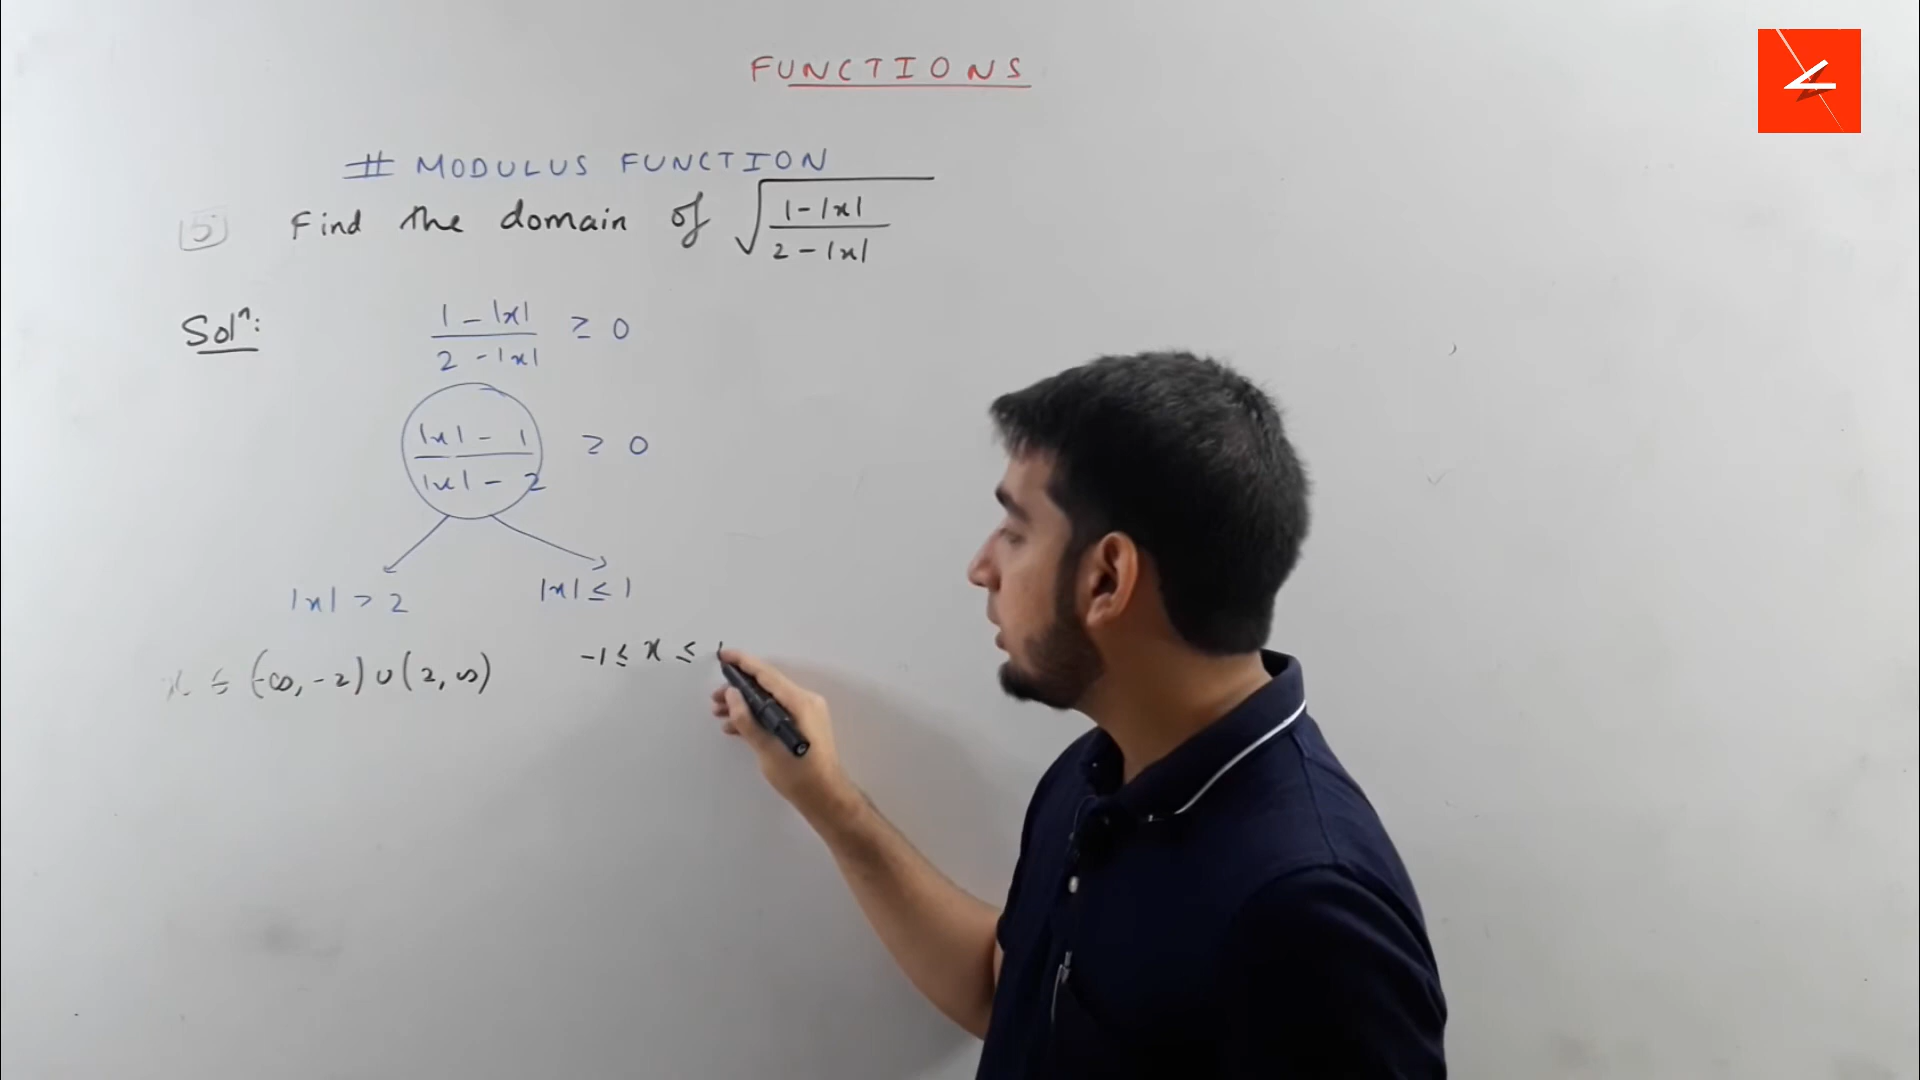 FUNCTIONS
# MODULUS FUNCTION
5 Find the domain of √((1-|x|)/(2-|x|))
Solⁿ: (1-|x|)/(2-|x|) ≥ 0
(|x|-1)/(|x|-2) ≥ 0
|x| > 2 |x| ≤ 1
x ∈ (-∞, -2) ∪ (2, ∞) -1 ≤ x ≤ 1